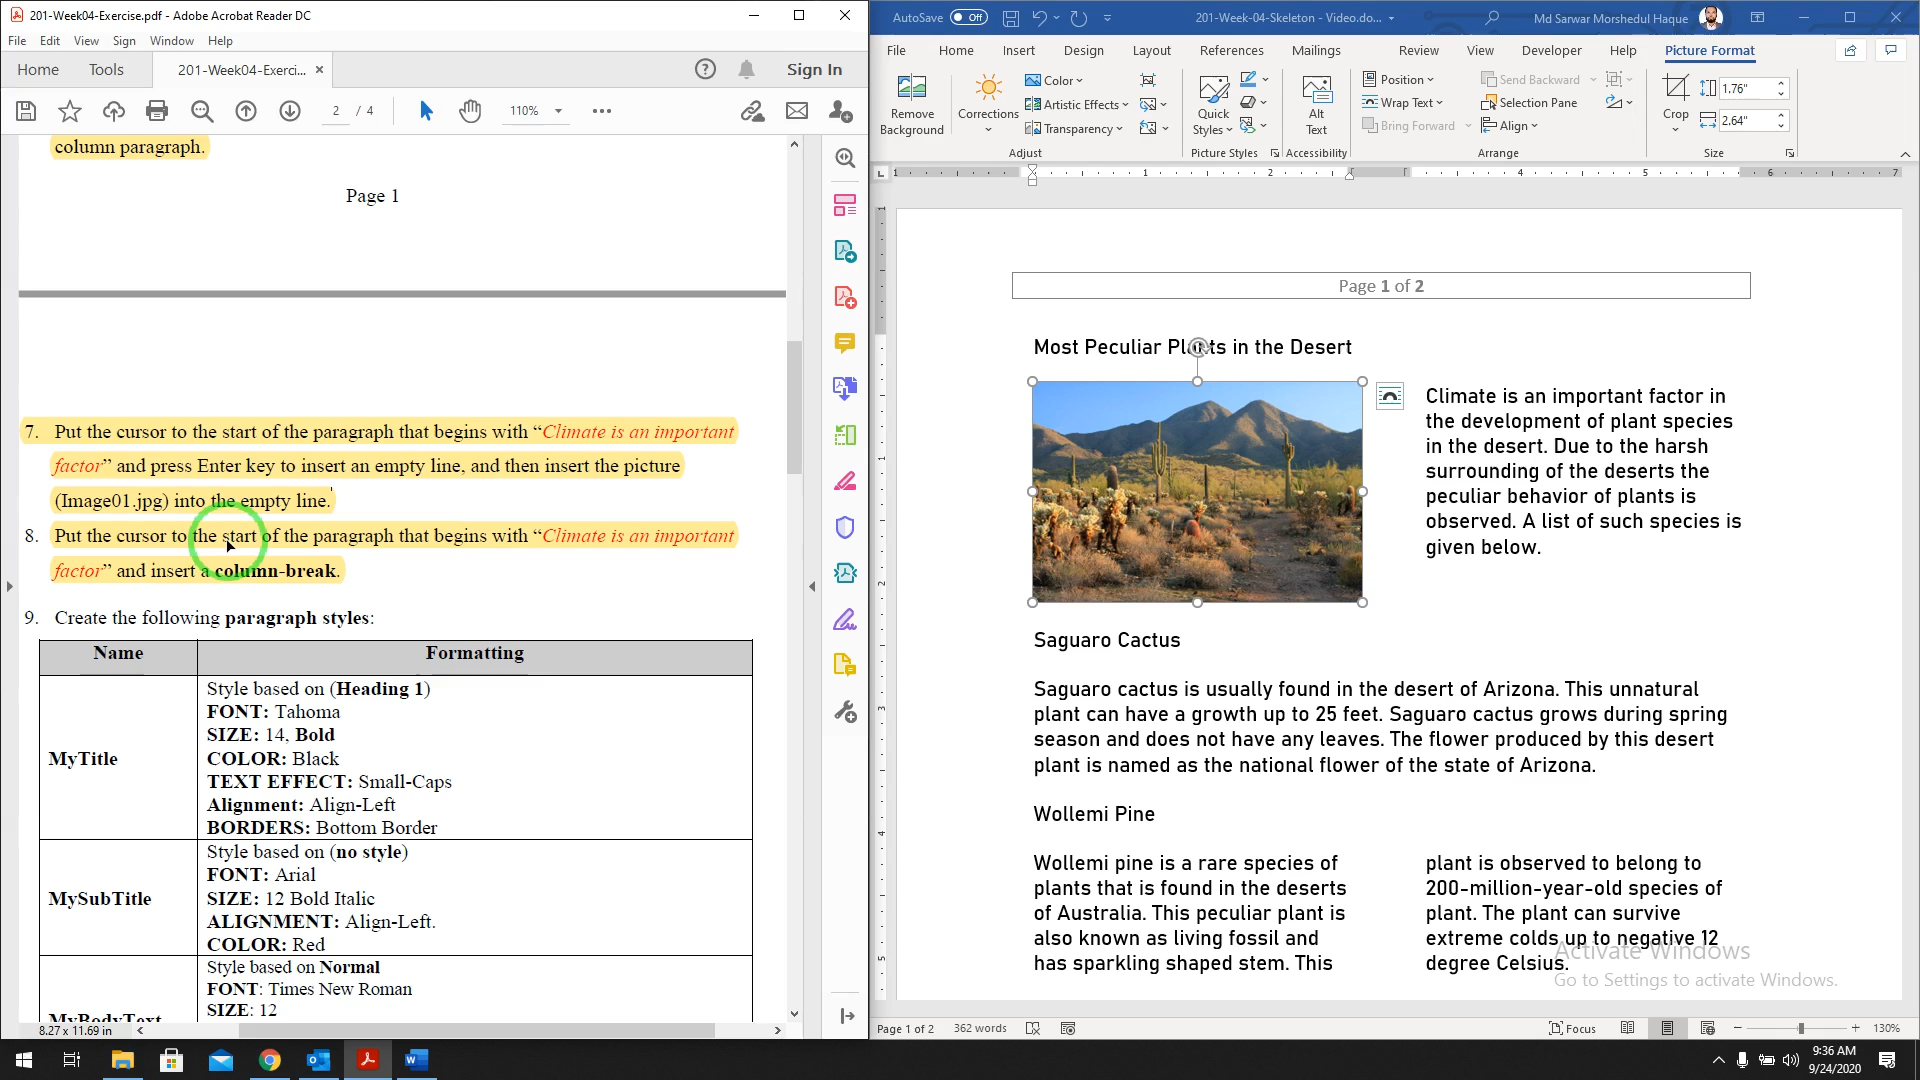 201-Week04-Exercise.pdf - Adobe Acrobat Reader DC
File Edit View Sign Window Help
Home Tools 201-Week04-Exerci... × Sign In
2 / 4 110%
column paragraph.
Page 1
7. Put the cursor to the start of the paragraph that begins with “Climate is an important
factor” and press Enter key to insert an empty line, and then insert the picture
(Image01.jpg) into the empty line.
8. Put the cursor to the start of the paragraph that begins with “Climate is an important
factor” and insert a column-break.
9. Create the following paragraph styles:
Name Formatting
MyTitle
Style based on (Heading 1)
FONT: Tahoma
SIZE: 14, Bold
COLOR: Black
TEXT EFFECT: Small-Caps
Alignment: Align-Left
BORDERS: Bottom Border
MySubTitle
Style based on (no style)
FONT: Arial
SIZE: 12 Bold Italic
ALIGNMENT: Align-Left.
COLOR: Red
MyBodyText
Style based on Normal
FONT: Times New Roman
SIZE: 12
8.27 x 11.69 in
AutoSave Off 201-Week-04-Skeleton - Video.do... Md Sarwar Morshedul Haque
File Home Insert Design Layout References Mailings Review View Developer Help Picture Format
Remove Background
Corrections
Color
Artistic Effects
Transparency
Adjust
Quick Styles
Picture Styles
Alt Text
Accessibility
Position
Wrap Text
Bring Forward
Send Backward
Selection Pane
Align
Arrange
Crop
1.76"
2.64"
Size
1 1 2 4 5 6 7
1 1 2 3 4 5
Page 1 of 2
Most Peculiar Plants in the Desert
Climate is an important factor in
the development of plant species
in the desert. Due to the harsh
surrounding of the deserts the
peculiar behavior of plants is
observed. A list of such species is
given below.
Saguaro Cactus
Saguaro cactus is usually found in the desert of Arizona. This unnatural
plant can have a growth up to 25 feet. Saguaro cactus grows during spring
season and does not have any leaves. The flower produced by this desert
plant is named as the national flower of the state of Arizona.
Wollemi Pine
Wollemi pine is a rare species of
plants that is found in the deserts
of Australia. This peculiar plant is
also known as living fossil and
has sparkling shaped stem. This
plant is observed to belong to
200-million-year-old species of
plant. The plant can survive
extreme colds up to negative 12
degree Celsius.
Activate Windows
Go to Settings to activate Windows.
Page 1 of 2 362 words Focus 130%
9:36 AM
9/24/2020